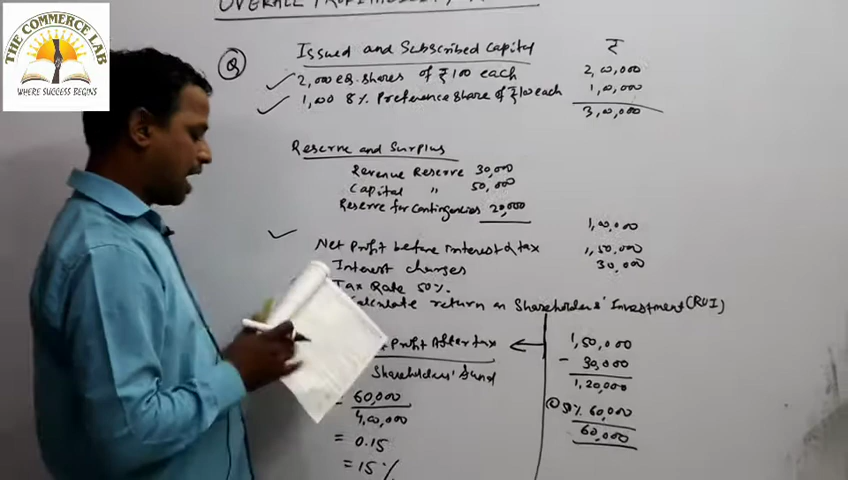 THE COMMERCE LAB
WHERE SUCCESS BEGINS
OVERALL PROFITABILITY
Q
Issued and Subscribed Capital ₹
2,000 eq. shares of ₹100 each 2,00,000
1,00 8% Preference Share of ₹100 each 1,00,000
3,00,000
Reserve and Surplus
Revenue Reserve 30,000
Capital " 50,000
Reserve for Contingencies 20,000
1,00,000
Net Profit before interest & tax 1,50,000
Interest charges 30,000
Tax Rate 50%.
Calculate return on Shareholders' Investment (ROI)
t Profit After tax
Shareholders' fund
= 60,000
4,00,000
= 0.15
= 15%
1,50,000
- 30,000
1,20,000
50% 60,000
60,000